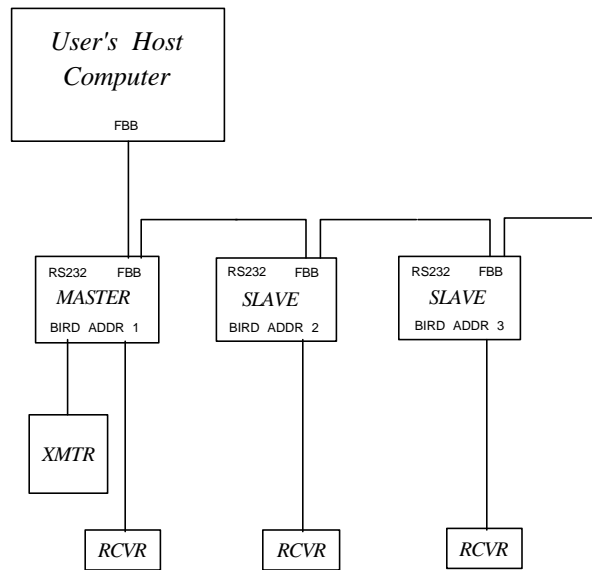 User's Host
Computer
FBB
RS232 FBB
MASTER
BIRD ADDR 1
RS232 FBB
SLAVE
BIRD ADDR 2
RS232 FBB
SLAVE
BIRD ADDR 3
XMTR
RCVR
RCVR
RCVR